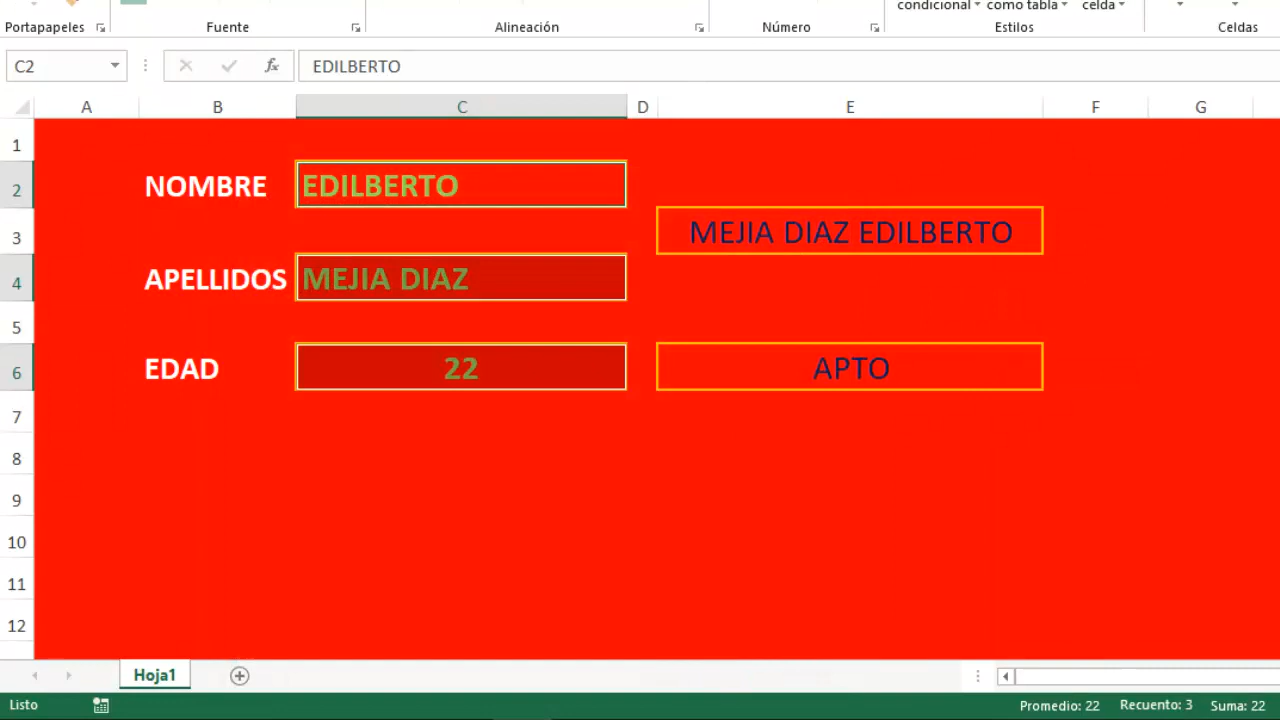 condicional como tabla celda
Portapapeles Fuente Alineación Número Estilos Celdas
C2 fx EDILBERTO
A B C D E F G
1
2 NOMBRE EDILBERTO
3 MEJIA DIAZ EDILBERTO
4 APELLIDOS MEJIA DIAZ
5
6 EDAD 22 APTO
7
8
9
10
11
12
Hoja1
Listo Promedio: 22 Recuento: 3 Suma: 22